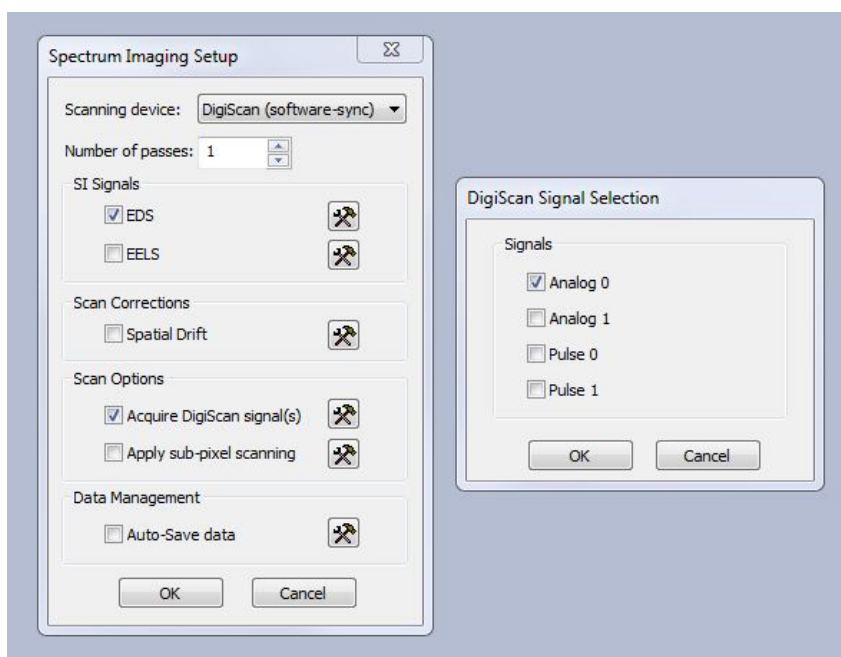 Spectrum Imaging Setup
Scanning device: DigiScan (software-sync)
Number of passes: 1
SI Signals
EDS
EELS
Scan Corrections
Spatial Drift
Scan Options
Acquire DigiScan signal(s)
Apply sub-pixel scanning
Data Management
Auto-Save data
OK Cancel
DigiScan Signal Selection
Signals
Analog 0
Analog 1
Pulse 0
Pulse 1
OK Cancel